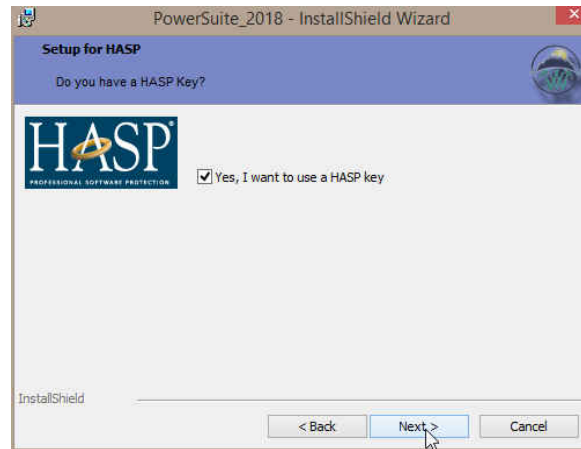 PowerSuite_2018 - InstallShield Wizard
Setup for HASP
Do you have a HASP Key?
HASP®
PROFESSIONAL SOFTWARE PROTECTION
Yes, I want to use a HASP key
InstallShield
< Back Next > Cancel